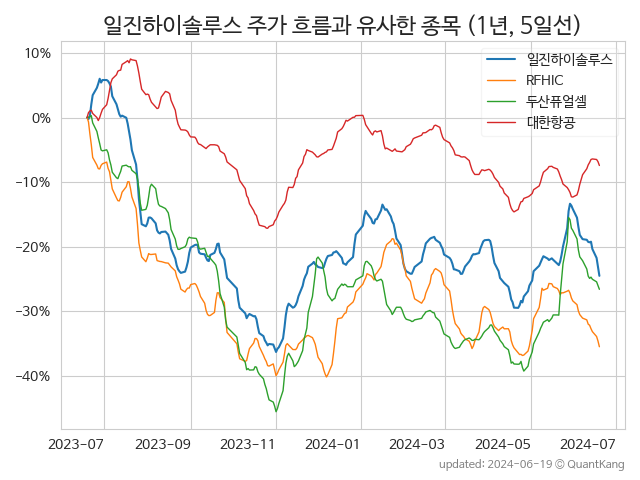 일진하이솔루스 주가 흐름과 유사한 종목 (1년, 5일선)
일진하이솔루스
RFHIC
두산퓨얼셀
대한항공
10%
0%
−10%
−20%
−30%
−40%
2023-07 2023-09 2023-11 2024-01 2024-03 2024-05 2024-07
updated: 2024-06-19 © QuantKang